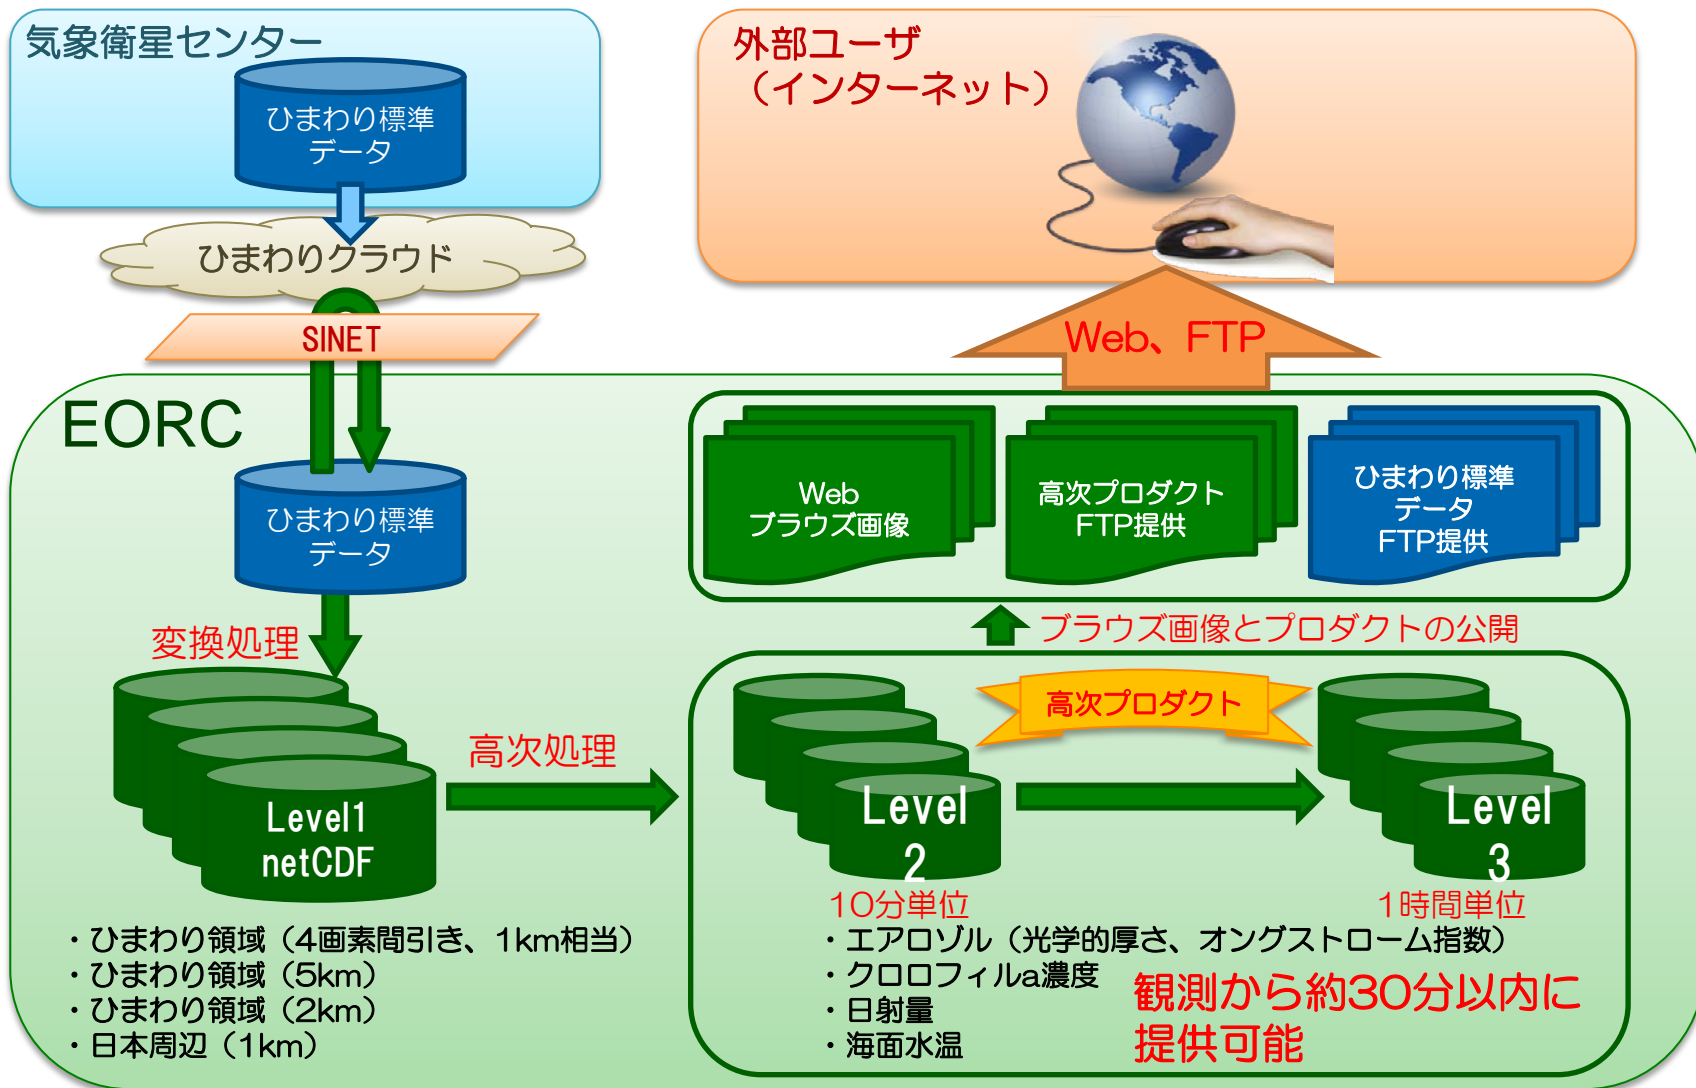 気象衛星センター
ひまわり標準
データ
ひまわりクラウド
SINET
外部ユーザ
（インターネット）
Web、FTP
EORC
ひまわり標準
データ
変換処理
Level1
netCDF
・ひまわり領域（4画素間引き、1km相当）
・ひまわり領域（5km）
・ひまわり領域（2km）
・日本周辺（1km）
高次処理
Web
ブラウズ画像
高次プロダクト
FTP提供
ひまわり標準
データ
FTP提供
ブラウズ画像とプロダクトの公開
高次プロダクト
Level
2
10分単位
Level
3
1時間単位
・エアロゾル（光学的厚さ、オングストローム指数）
・クロロフィルa濃度
・日射量
・海面水温
観測から約30分以内に
提供可能